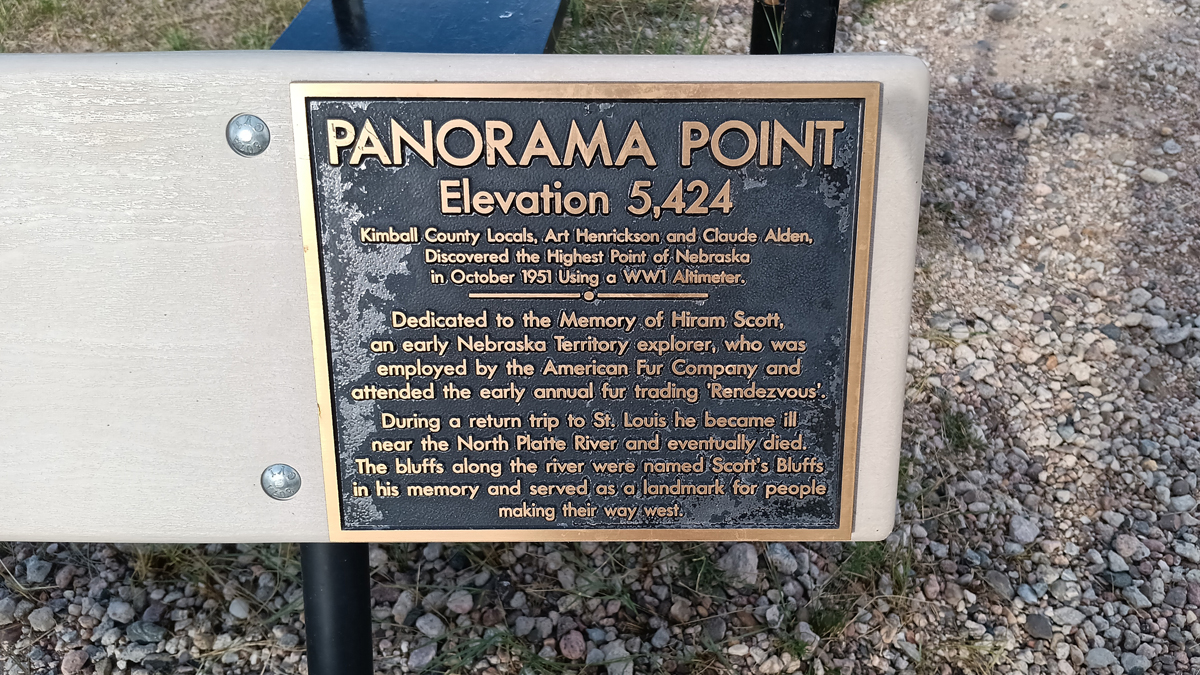 PANORAMA POINT
Elevation 5,424
Kimball County Locals, Art Henrickson and Claude Alden,
Discovered the Highest Point of Nebraska
in October 1951 Using a WW1 Altimeter.
Dedicated to the Memory of Hiram Scott,
an early Nebraska Territory explorer, who was
employed by the American Fur Company and
attended the early annual fur trading 'Rendezvous'.
During a return trip to St. Louis he became ill
near the North Platte River and eventually died.
The bluffs along the river were named Scott's Bluffs
in his memory and served as a landmark for people
making their way west.